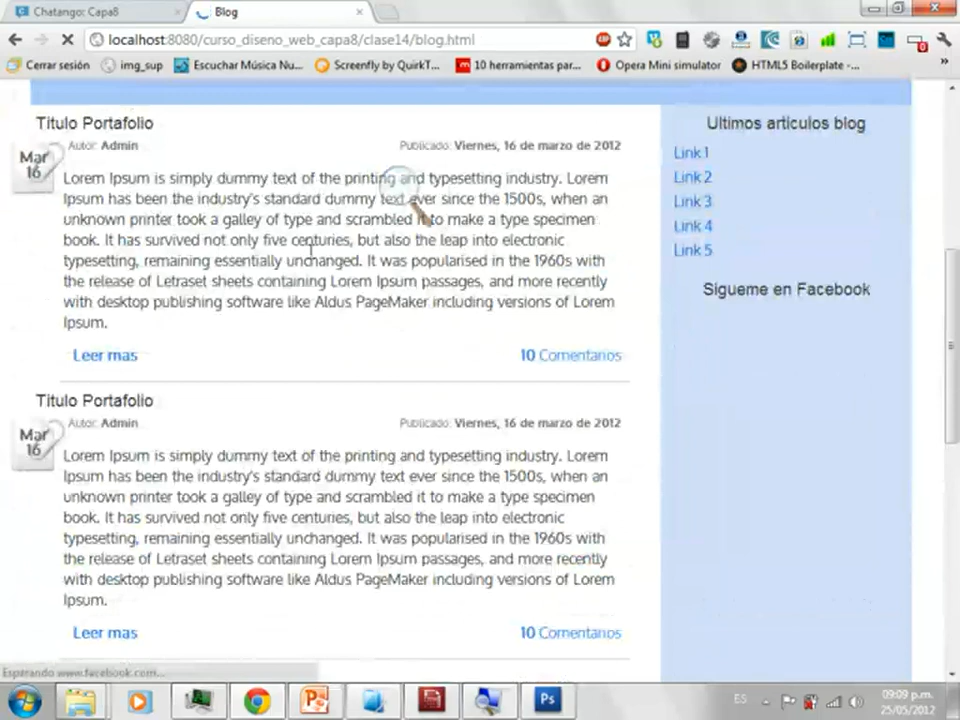 Chatango: Capa8
Blog
localhost:8080/curso_diseno_web_capa8/clase14/blog.html
0
Cerrar sesión
img_sup
Escuchar Música Nu...
Screenfly by QuirkT...
10 herramientas par...
Opera Mini simulator
HTML5 Boilerplate -...
»
Titulo Portafolio
Mar
16
Autor: Admin
Publicado: Viernes, 16 de marzo de 2012
Lorem Ipsum is simply dummy text of the printing and typesetting industry. Lorem
Ipsum has been the industry's standard dummy text ever since the 1500s, when an
unknown printer took a galley of type and scrambled it to make a type specimen
book. It has survived not only five centuries, but also the leap into electronic
typesetting, remaining essentially unchanged. It was popularised in the 1960s with
the release of Letraset sheets containing Lorem Ipsum passages, and more recently
with desktop publishing software like Aldus PageMaker including versions of Lorem
Ipsum.
Leer mas
10 Comentarios
Titulo Portafolio
Mar
16
Autor: Admin
Publicado: Viernes, 16 de marzo de 2012
Lorem Ipsum is simply dummy text of the printing and typesetting industry. Lorem
Ipsum has been the industry's standard dummy text ever since the 1500s, when an
unknown printer took a galley of type and scrambled it to make a type specimen
book. It has survived not only five centuries, but also the leap into electronic
typesetting, remaining essentially unchanged. It was popularised in the 1960s with
the release of Letraset sheets containing Lorem Ipsum passages, and more recently
with desktop publishing software like Aldus PageMaker including versions of Lorem
Ipsum.
Leer mas
10 Comentarios
Ultimos articulos blog
Link 1
Link 2
Link 3
Link 4
Link 5
Sigueme en Facebook
Esperando www.facebook.com...
Ps
ES
09:09 p.m.
25/05/2012